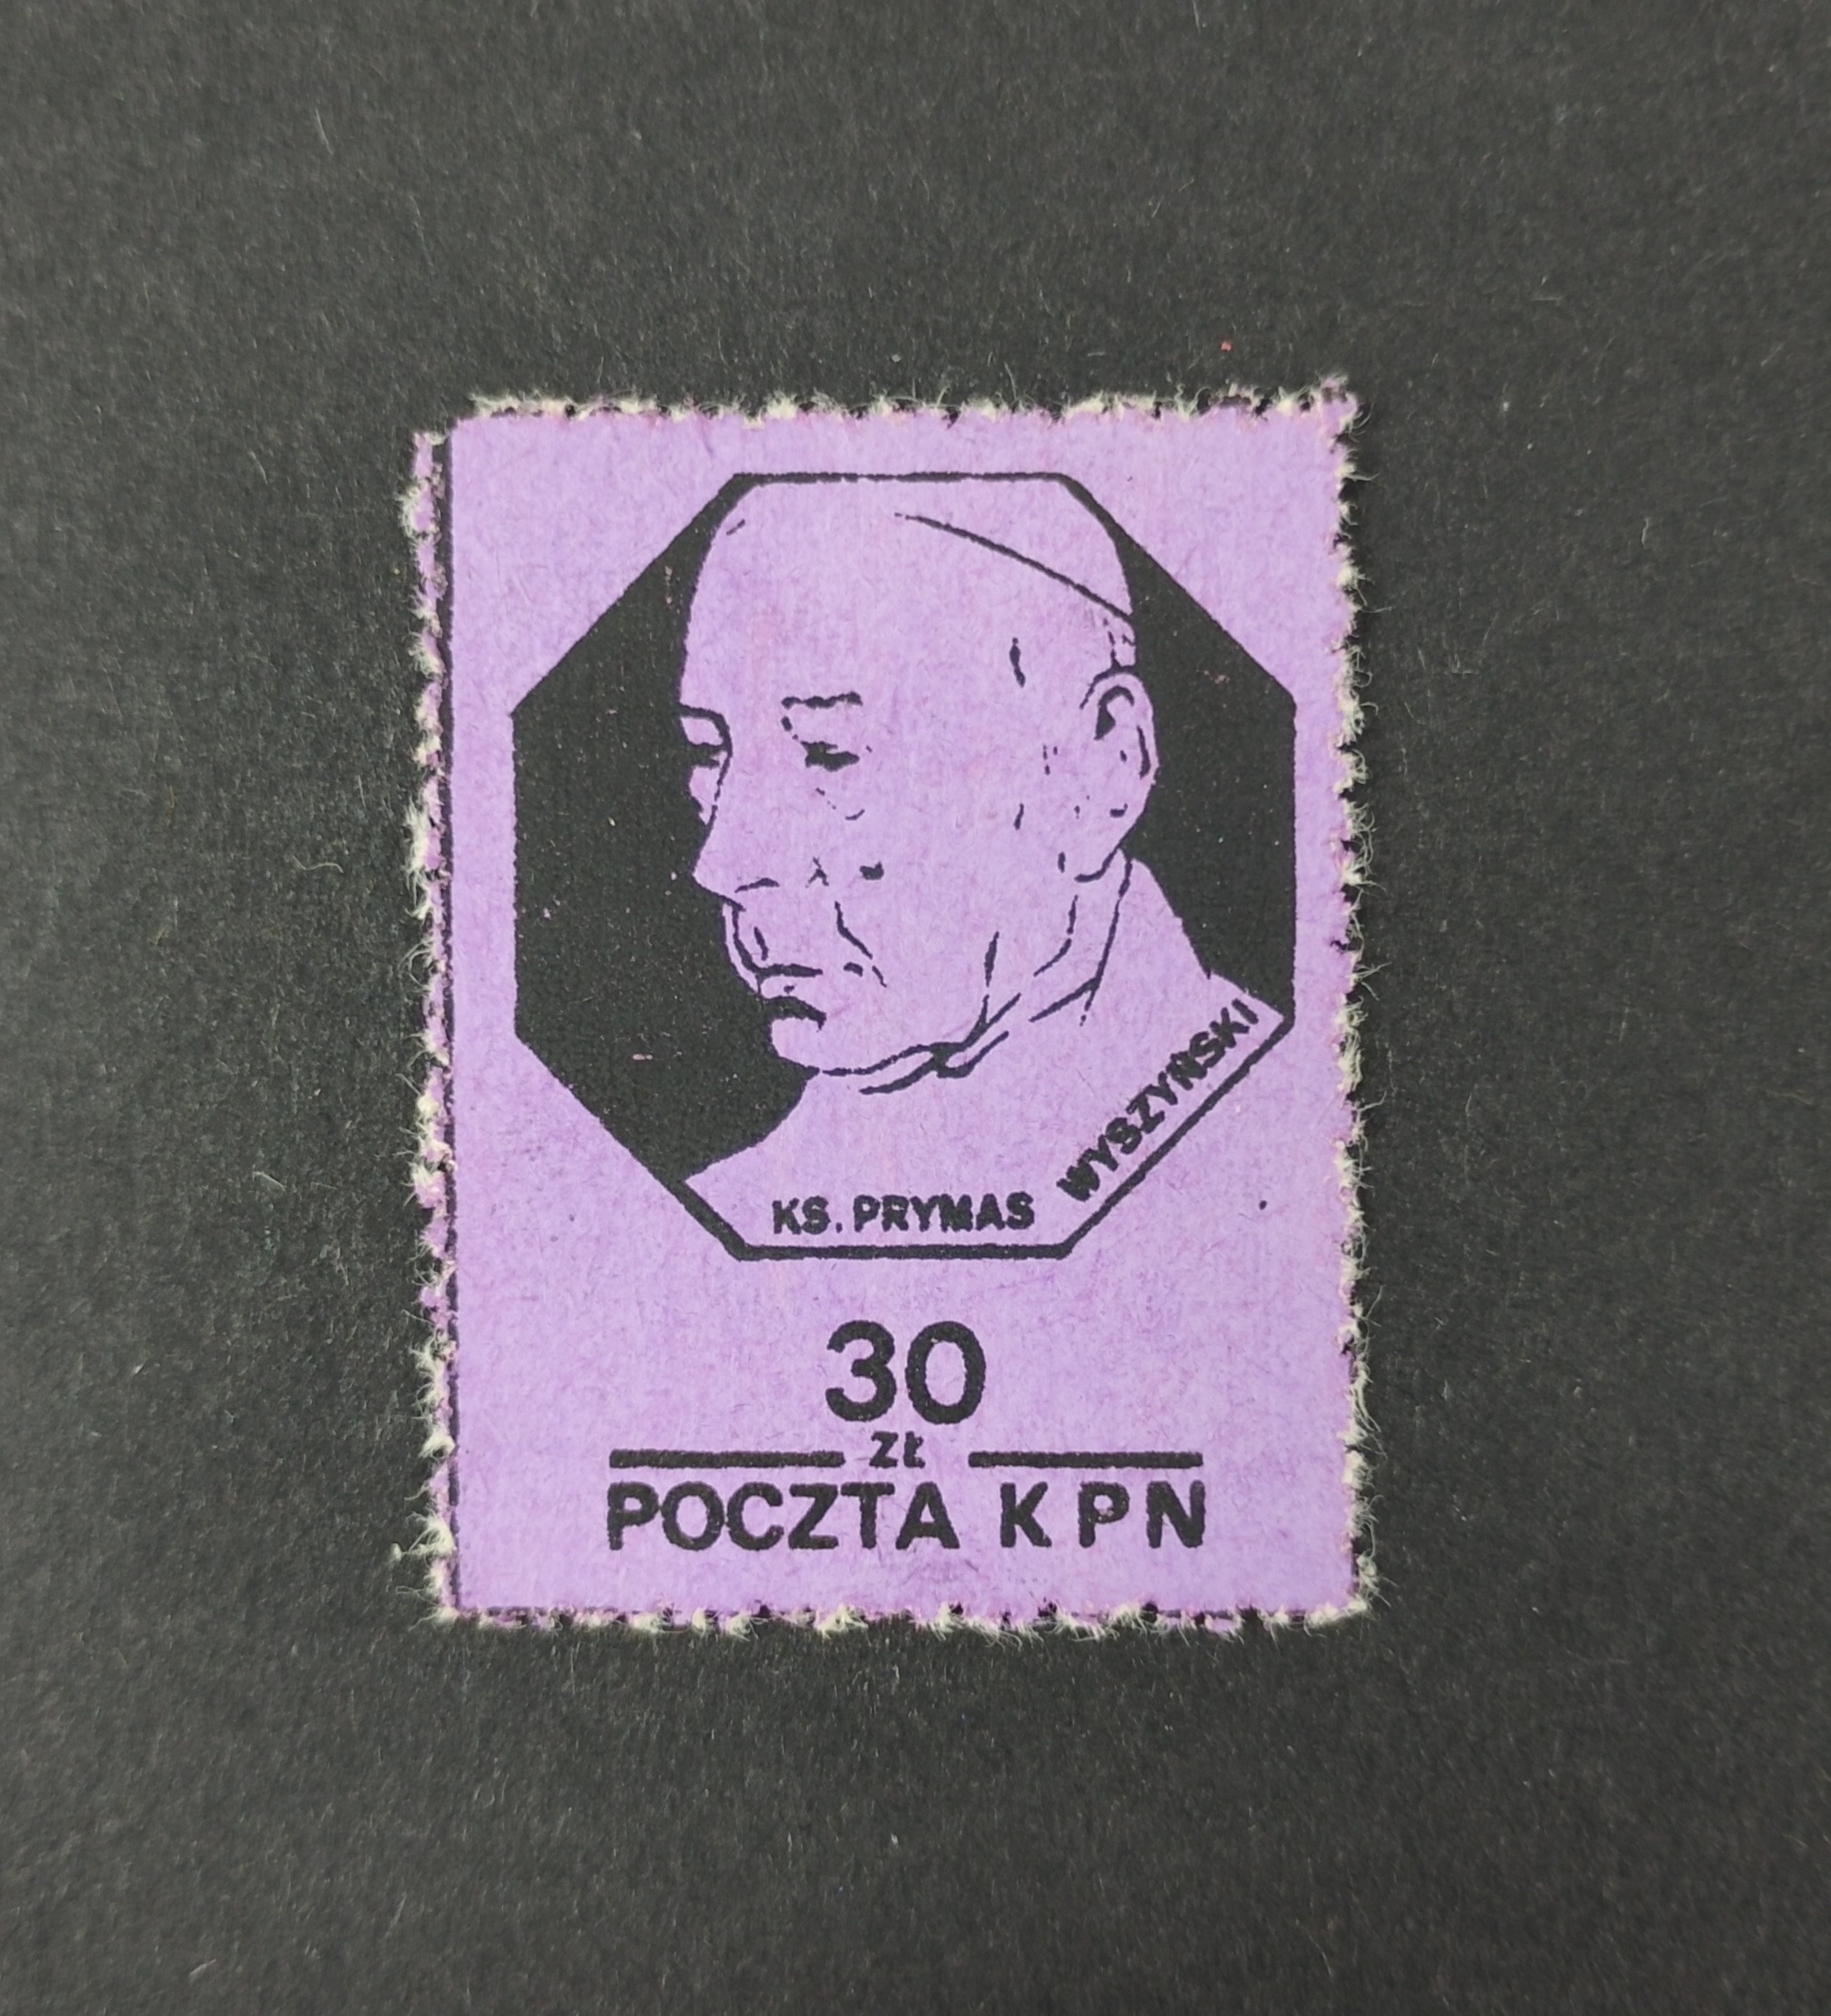 KS. PRYMAS WYSZYŃSKI
30
ZŁ
POCZTA KPN